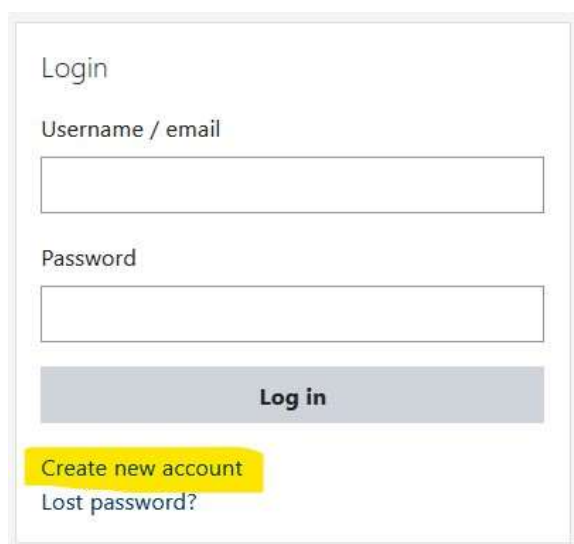 Login
Username / email
Password
Log in
Create new account
Lost password?